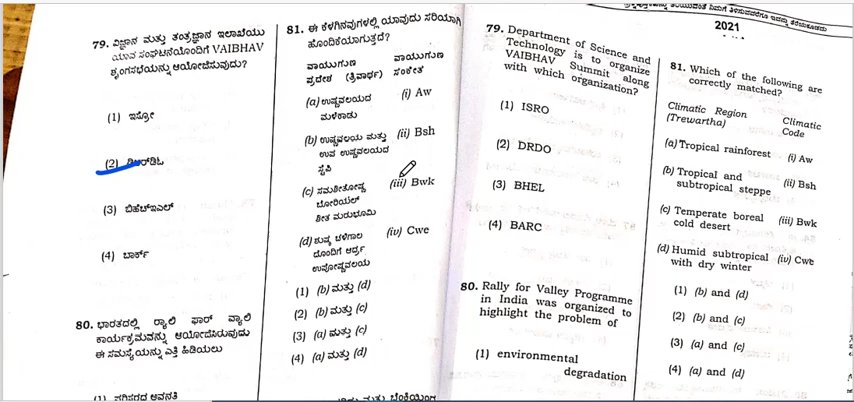 79. ವಿಜ್ಞಾನ ಮತ್ತು ತಂತ್ರಜ್ಞಾನ ಇಲಾಖೆಯು
ಯಾವ ಸಂಘಟನೆಯೊಂದಿಗೆ VAIBHAV
ಶೃಂಗಸಭೆಯನ್ನು ಆಯೋಜಿಸುವುದು?
(1) ಇಸ್ರೋ
(2) ಡಿಆರ್‌ಡಿಓ
(3) ಬಿಹೆಚ್‌ಇಎಲ್
(4) ಬಾರ್ಕ್
80. ಭಾರತದಲ್ಲಿ ರ‍್ಯಾಲಿ ಫಾರ್ ವ್ಯಾಲಿ
ಕಾರ್ಯಕ್ರಮವನ್ನು ಆಯೋಜಿಸಿರುವುದು
ಈ ಸಮಸ್ಯೆಯನ್ನು ಎತ್ತಿ ಹಿಡಿಯಲು
(1) ಪರಿಸರದ ಅವನತಿ
81. ಈ ಕೆಳಗಿನವುಗಳಲ್ಲಿ ಯಾವುದು ಸರಿಯಾಗಿ
ಹೊಂದಿಕೆಯಾಗುತ್ತದೆ?
ವಾಯುಗುಣ ವಾಯುಗುಣ
ಪ್ರದೇಶ (ತ್ರಿವಾರ್ಥ) ಸಂಕೇತ
(a) ಉಷ್ಣವಲಯದ (i) Aw
ಮಳೆಕಾಡು
(b) ಉಷ್ಣವಲಯ ಮತ್ತು (ii) Bsh
ಉಪ ಉಷ್ಣವಲಯದ
ಸ್ಟೆಪಿ
(c) ಸಮಶೀತೋಷ್ಣ (iii) Bwk
ಬೋರಿಯಲ್
ಶೀತ ಮರುಭೂಮಿ
(d) ಶುಷ್ಕ ಚಳಿಗಾಲ (iv) Cwe
ದೊಂದಿಗೆ ಆರ್ದ್ರ
ಉಪೋಷ್ಣವಲಯ
(1) (b) ಮತ್ತು (d)
(2) (b) ಮತ್ತು (c)
(3) (a) ಮತ್ತು (c)
(4) (a) ಮತ್ತು (d)
79. Department of Science and
Technology is to organize
VAIBHAV Summit along
with which organization?
(1) ISRO
(2) DRDO
(3) BHEL
(4) BARC
80. Rally for Valley Programme
in India was organized to
highlight the problem of
(1) environmental
degradation
2021
81. Which of the following are
correctly matched?
Climatic Region Climatic
(Trewartha) Code
(a) Tropical rainforest (i) Aw
(b) Tropical and (ii) Bsh
subtropical steppe
(c) Temperate boreal (iii) Bwk
cold desert
(d) Humid subtropical (iv) Cwe
with dry winter
(1) (b) and (d)
(2) (b) and (c)
(3) (a) and (c)
(4) (a) and (d)